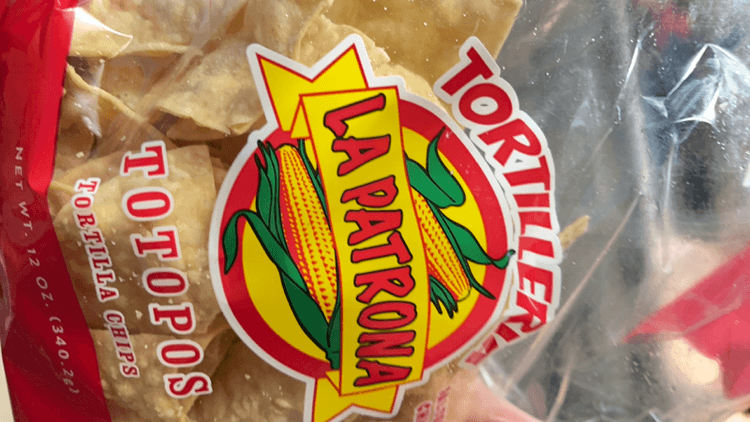 TORTILLERIA
LA PATRONA
TOTOPOS
TORTILLA CHIPS
NET WT. 12 OZ. (340.2g)